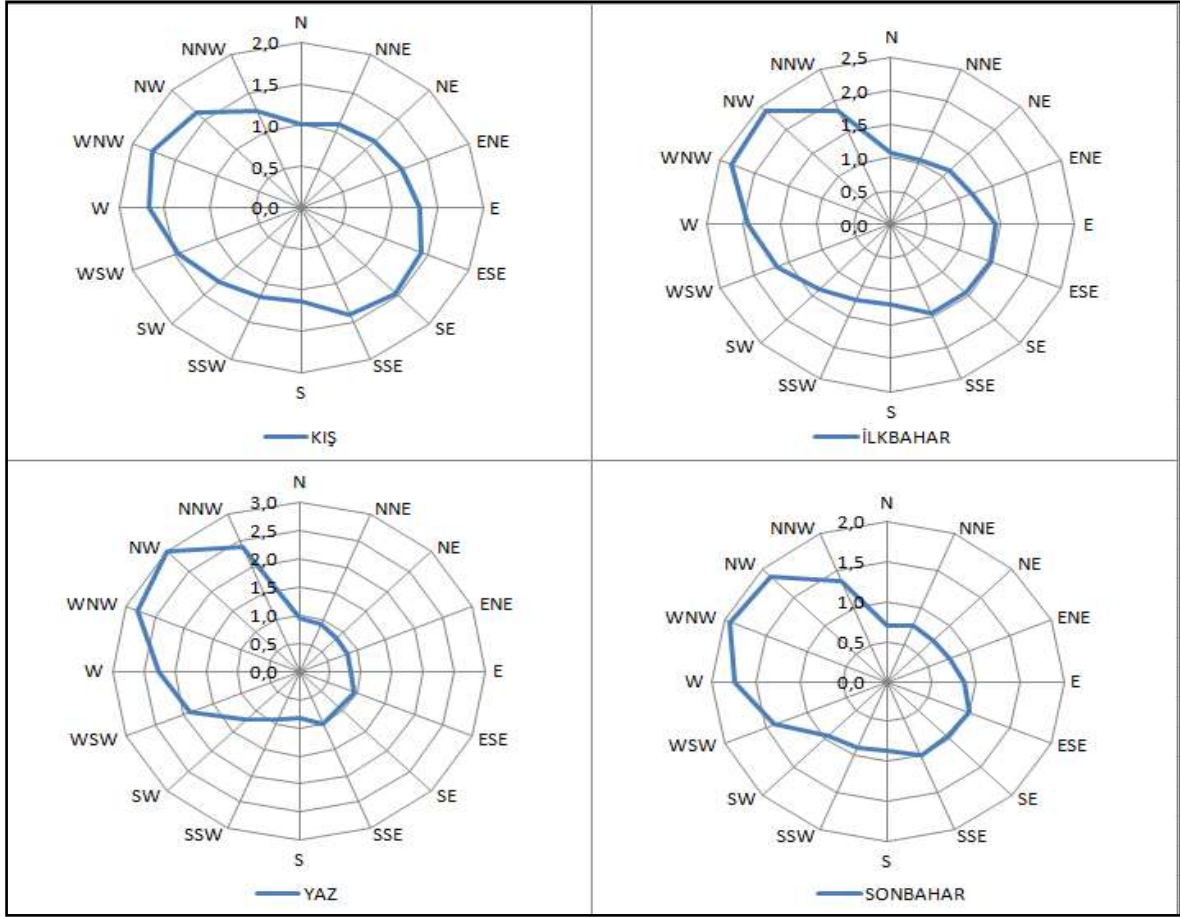 N
NNE
NE
ENE
E
ESE
SE
SSE
S
SSW
SW
WSW
W
WNW
NW
NNW
2,0
1,5
1,0
0,5
0,0
KIŞ
N
NNE
NE
ENE
E
ESE
SE
SSE
S
SSW
SW
WSW
W
WNW
NW
NNW
2,5
2,0
1,5
1,0
0,5
0,0
İLKBAHAR
N
NNE
NE
ENE
E
ESE
SE
SSE
S
SSW
SW
WSW
W
WNW
NW
NNW
3,0
2,5
2,0
1,5
1,0
0,5
0,0
YAZ
N
NNE
NE
ENE
E
ESE
SE
SSE
S
SSW
SW
WSW
W
WNW
NW
NNW
2,0
1,5
1,0
0,5
0,0
SONBAHAR